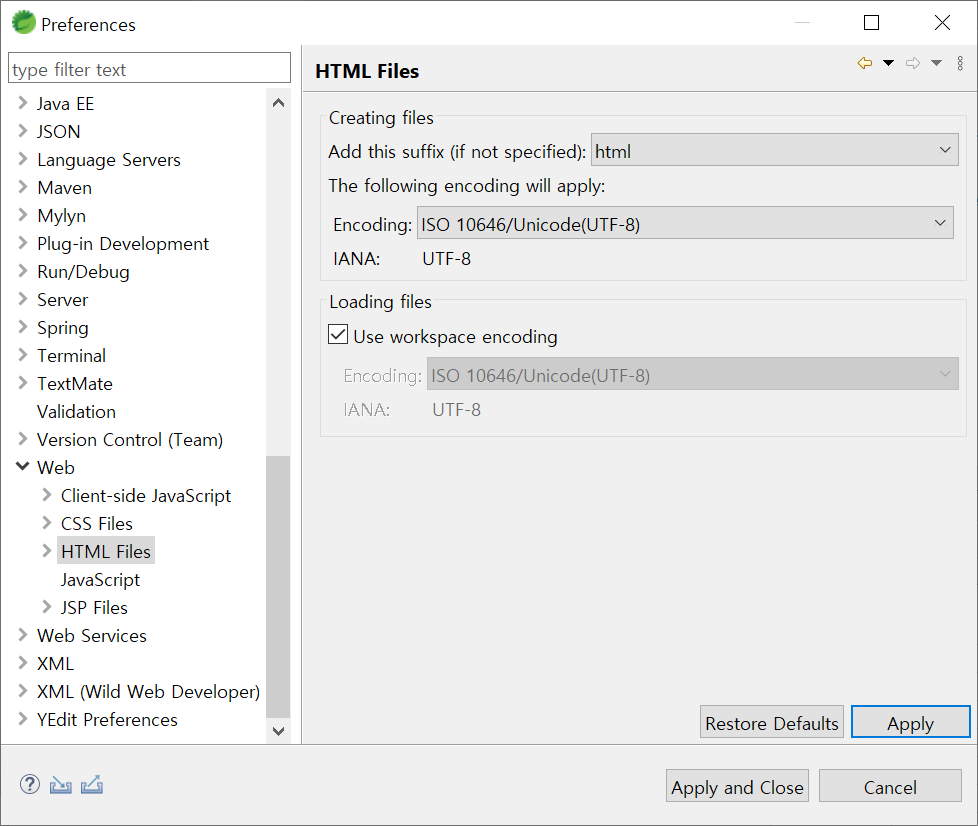 Preferences
type filter text
Java EE
JSON
Language Servers
Maven
Mylyn
Plug-in Development
Run/Debug
Server
Spring
Terminal
TextMate
Validation
Version Control (Team)
Web
Client-side JavaScript
CSS Files
HTML Files
JavaScript
JSP Files
Web Services
XML
XML (Wild Web Developer)
YEdit Preferences
HTML Files
Creating files
Add this suffix (if not specified): html
The following encoding will apply:
Encoding: ISO 10646/Unicode(UTF-8)
IANA: UTF-8
Loading files
Use workspace encoding
Encoding: ISO 10646/Unicode(UTF-8)
IANA: UTF-8
Restore Defaults Apply
Apply and Close Cancel